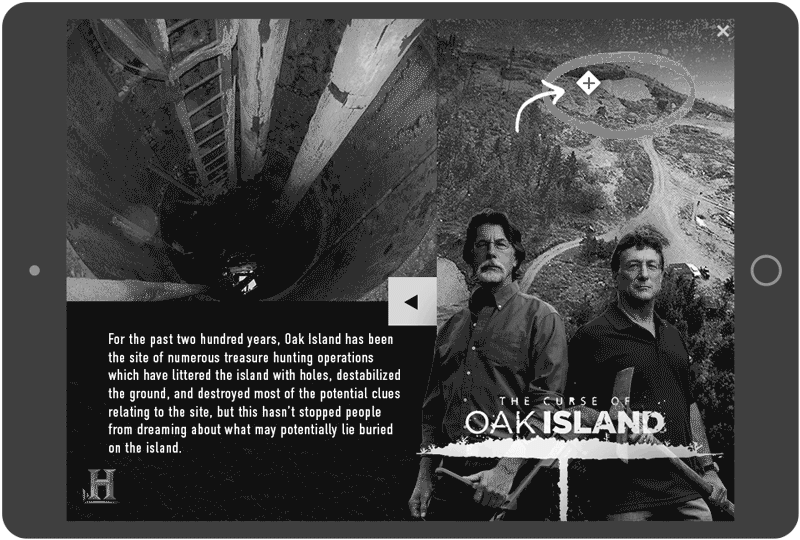 For the past two hundred years, Oak Island has been
the site of numerous treasure hunting operations
which have littered the island with holes, destabilized
the ground, and destroyed most of the potential clues
relating to the site, but this hasn't stopped people
from dreaming about what may potentially lie buried
on the island.
H
THE CURSE OF
OAK ISLAND